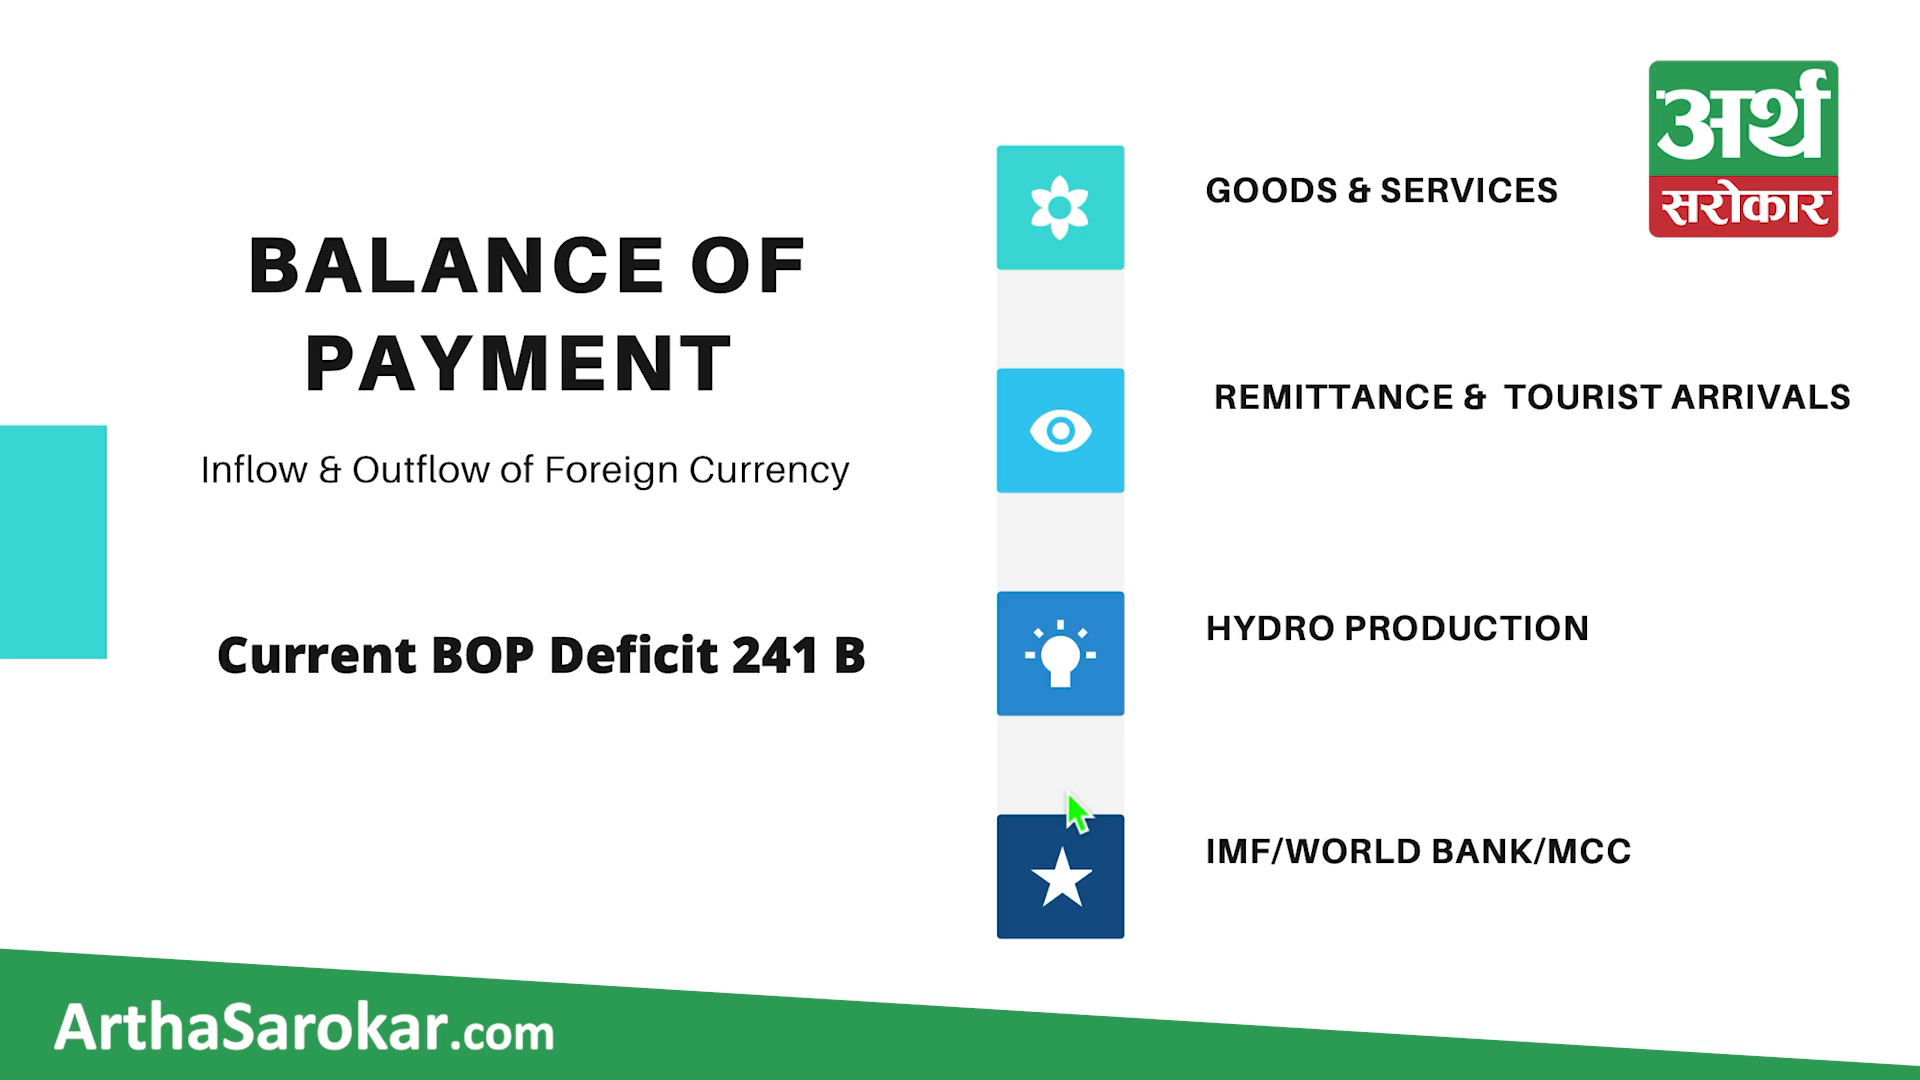 BALANCE OF
PAYMENT
Inflow & Outflow of Foreign Currency
Current BOP Deficit 241 B
GOODS & SERVICES
REMITTANCE & TOURIST ARRIVALS
HYDRO PRODUCTION
IMF/WORLD BANK/MCC
अर्थ
सरोकार
ArthaSarokar.com